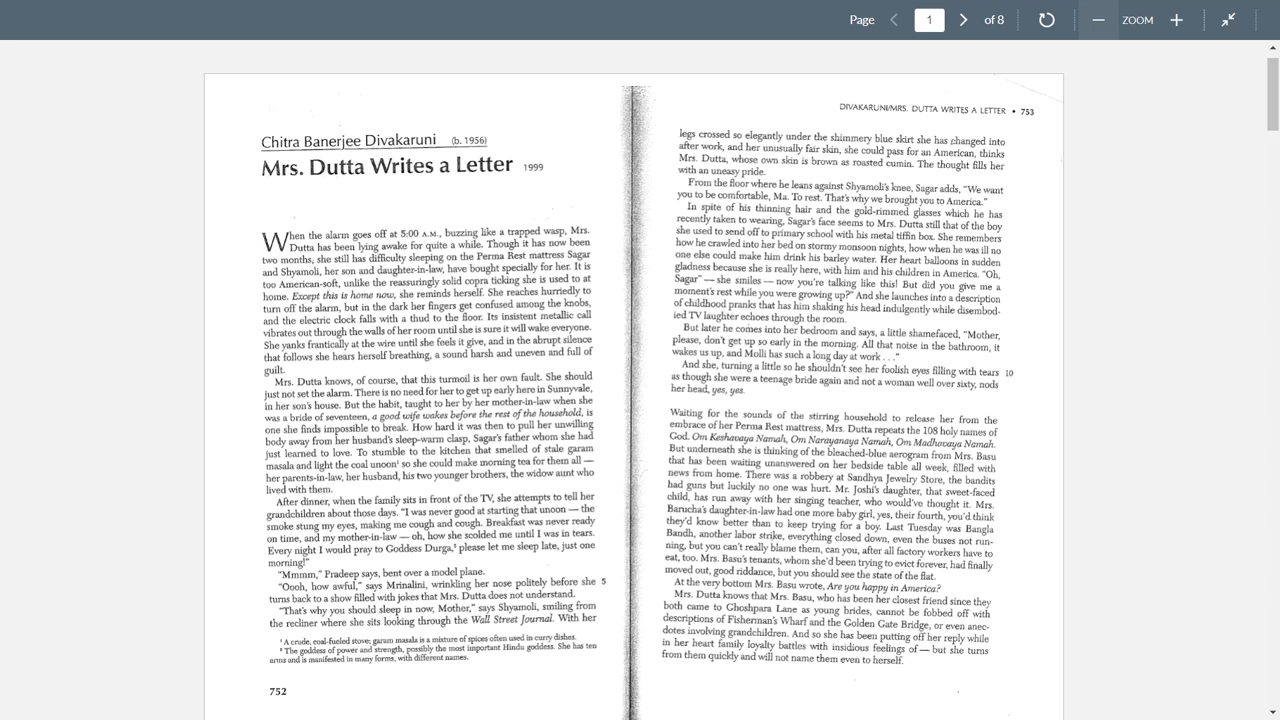 Page 1 of 8 ZOOM
Chitra Banerjee Divakaruni (b. 1956)
Mrs. Dutta Writes a Letter 1999
When the alarm goes off at 5:00 A.M., buzzing like a trapped wasp, Mrs.
Dutta has been lying awake for quite a while. Though it has now been
two months, she still has difficulty sleeping on the Perma Rest mattress Sagar
and Shyamoli, her son and daughter-in-law, have bought specially for her. It is
too American-soft, unlike the reassuringly solid copra ticking she is used to at
home. Except this is home now, she reminds herself. She reaches hurriedly to
turn off the alarm, but in the dark her fingers get confused among the knobs,
and the electric clock falls with a thud to the floor. Its insistent metallic call
vibrates out through the walls of her room until she is sure it will wake everyone.
She yanks frantically at the wire until she feels it give, and in the abrupt silence
that follows she hears herself breathing, a sound harsh and uneven and full of
guilt.
Mrs. Dutta knows, of course, that this turmoil is her own fault. She should
just not set the alarm. There is no need for her to get up early here in Sunnyvale,
in her son's house. But the habit, taught to her by her mother-in-law when she
was a bride of seventeen, a good wife wakes before the rest of the household, is
one she finds impossible to break. How hard it was then to pull her unwilling
body away from her husband's sleep-warm clasp, Sagar's father whom she had
just learned to love. To stumble to the kitchen that smelled of stale garam
masala and light the coal unoon¹ so she could make morning tea for them all —
her parents-in-law, her husband, his two younger brothers, the widow aunt who
lived with them.
After dinner, when the family sits in front of the TV, she attempts to tell her
grandchildren about those days. "I was never good at starting that unoon — the
smoke stung my eyes, making me cough and cough. Breakfast was never ready
on time, and my mother-in-law — oh, how she scolded me until I was in tears.
Every night I would pray to Goddess Durga,² please let me sleep late, just one
morning!"
"Mmmm," Pradeep says, bent over a model plane.
"Oooh, how awful," says Mrinalini, wrinkling her nose politely before she 5
turns back to a show filled with jokes that Mrs. Dutta does not understand.
"That's why you should sleep in now, Mother," says Shyamoli, smiling from
the recliner where she sits looking through the Wall Street Journal. With her
¹ A crude, coal-fueled stove; garam masala is a mixture of spices often used in curry dishes.
² The goddess of power and strength, possibly the most important Hindu goddess. She has ten
arms and is manifested in many forms, with different names.
752
DIVAKARUNI/MRS. DUTTA WRITES A LETTER • 753
legs crossed so elegantly under the shimmery blue skirt she has changed into
after work, and her unusually fair skin, she could pass for an American, thinks
Mrs. Dutta, whose own skin is brown as roasted cumin. The thought fills her
with an uneasy pride.
From the floor where he leans against Shyamoli's knee, Sagar adds, "We want
you to be comfortable, Ma. To rest. That's why we brought you to America."
In spite of his thinning hair and the gold-rimmed glasses which he has
recently taken to wearing, Sagar's face seems to Mrs. Dutta still that of the boy
she used to send off to primary school with his metal tiffin box. She remembers
how he crawled into her bed on stormy monsoon nights, how when he was ill no
one else could make him drink his barley water. Her heart balloons in sudden
gladness because she is really here, with him and his children in America. "Oh,
Sagar" — she smiles — now you're talking like this! But did you give me a
moment's rest while you were growing up?" And she launches into a description
of childhood pranks that has him shaking his head indulgently while disembod-
ied TV laughter echoes through the room.
But later he comes into her bedroom and says, a little shamefaced, "Mother,
please, don't get up so early in the morning. All that noise in the bathroom, it
wakes us up, and Molli has such a long day at work . . ."
And she, turning a little so he shouldn't see her foolish eyes filling with tears 10
as though she were a teenage bride again and not a woman well over sixty, nods
her head, yes, yes.
Waiting for the sounds of the stirring household to release her from the
embrace of her Perma Rest mattress, Mrs. Dutta repeats the 108 holy names of
God. Om Keshavaya Namah, Om Narayanaya Namah, Om Madhavaya Namah.
But underneath she is thinking of the bleached-blue aerogram from Mrs. Basu
that has been waiting unanswered on her bedside table all week, filled with
news from home. There was a robbery at Sandhya Jewelry Store, the bandits
had guns but luckily no one was hurt. Mr. Joshi's daughter, that sweet-faced
child, has run away with her singing teacher, who would've thought it. Mrs.
Barucha's daughter-in-law had one more baby girl, yes, their fourth, you'd think
they'd know better than to keep trying for a boy. Last Tuesday was Bangla
Bandh, another labor strike, everything closed down, even the buses not run-
ning, but you can't really blame them, can you, after all factory workers have to
eat, too. Mrs. Basu's tenants, whom she'd been trying to evict forever, had finally
moved out, good riddance, but you should see the state of the flat.
At the very bottom Mrs. Basu wrote, Are you happy in America?
Mrs. Dutta knows that Mrs. Basu, who has been her closest friend since they
both came to Ghoshpara Lane as young brides, cannot be fobbed off with
descriptions of Fisherman's Wharf and the Golden Gate Bridge, or even anec-
dotes involving grandchildren. And so she has been putting off her reply while
in her heart family loyalty battles with insidious feelings of — but she turns
from them quickly and will not name them even to herself.